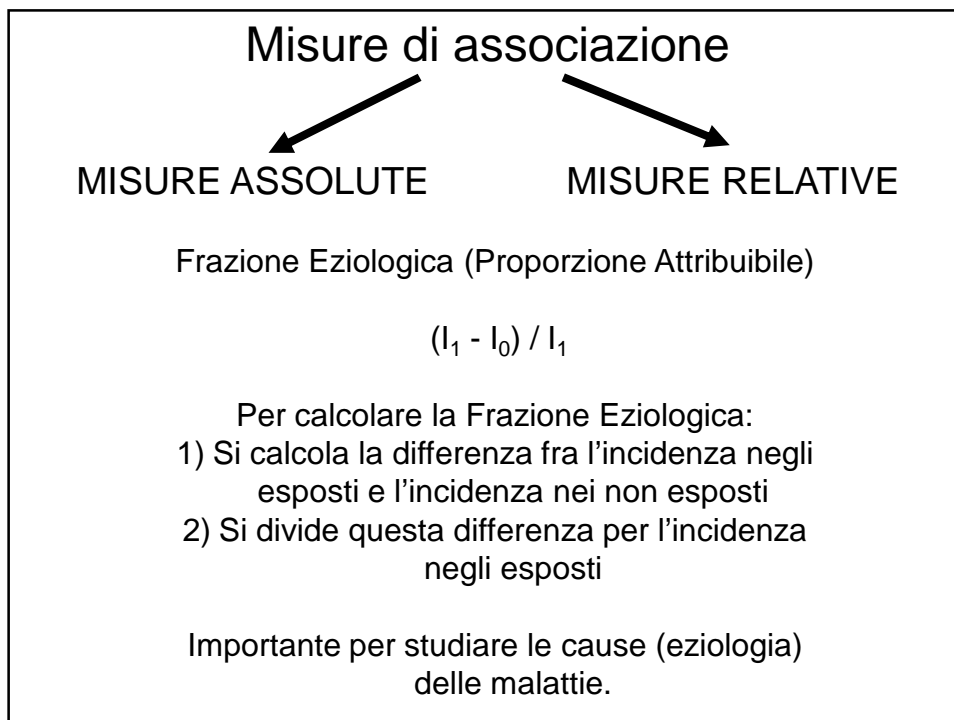 Misure di associazione
MISURE ASSOLUTE MISURE RELATIVE
Frazione Eziologica (Proporzione Attribuibile)
(I₁ - I₀) / I₁
Per calcolare la Frazione Eziologica:
1) Si calcola la differenza fra l’incidenza negli
esposti e l’incidenza nei non esposti
2) Si divide questa differenza per l’incidenza
negli esposti
Importante per studiare le cause (eziologia)
delle malattie.